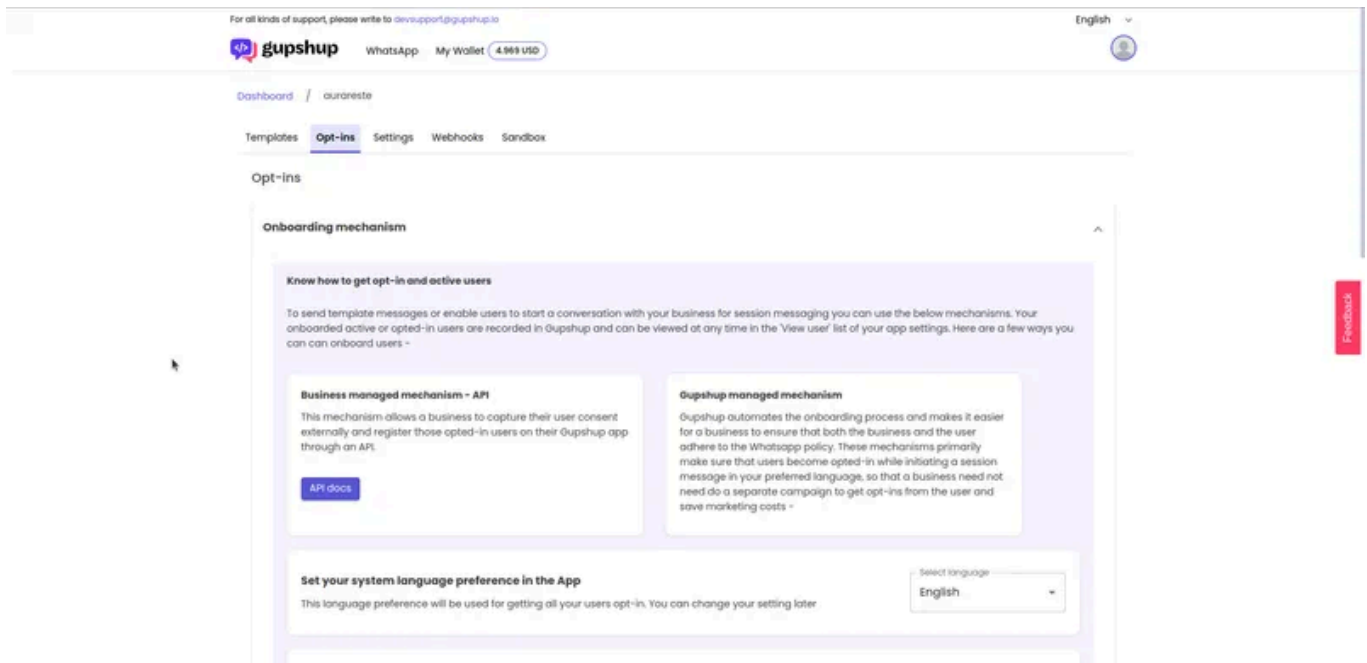 For all kinds of support, please write to devsupport@gupshup.io
English
gupshup
WhatsApp
My Wallet
4.969 USD
Dashboard / aurareste
Templates
Opt-ins
Settings
Webhooks
Sandbox
Opt-ins
Onboarding mechanism
Know how to get opt-in and active users
To send template messages or enable users to start a conversation with your business for session messaging you can use the below mechanisms. Your
onboarded active or opted-in users are recorded in Gupshup and can be viewed at any time in the 'View user' list of your app settings. Here are a few ways you
can can onboard users -
Business managed mechanism - API
This mechanism allows a business to capture their user consent
externally and register those opted-in users on their Gupshup app
through an API.
API docs
Gupshup managed mechanism
Gupshup automates the onboarding process and makes it easier
for a business to ensure that both the business and the user
adhere to the Whatsapp policy. These mechanisms primarily
make sure that users become opted-in while initiating a session
message in your preferred language, so that a business need not
need do a separate campaign to get opt-ins from the user and
save marketing costs -
Set your system language preference in the App
This language preference will be used for getting all your users opt-in. You can change your setting later
Select language
English
Feedback